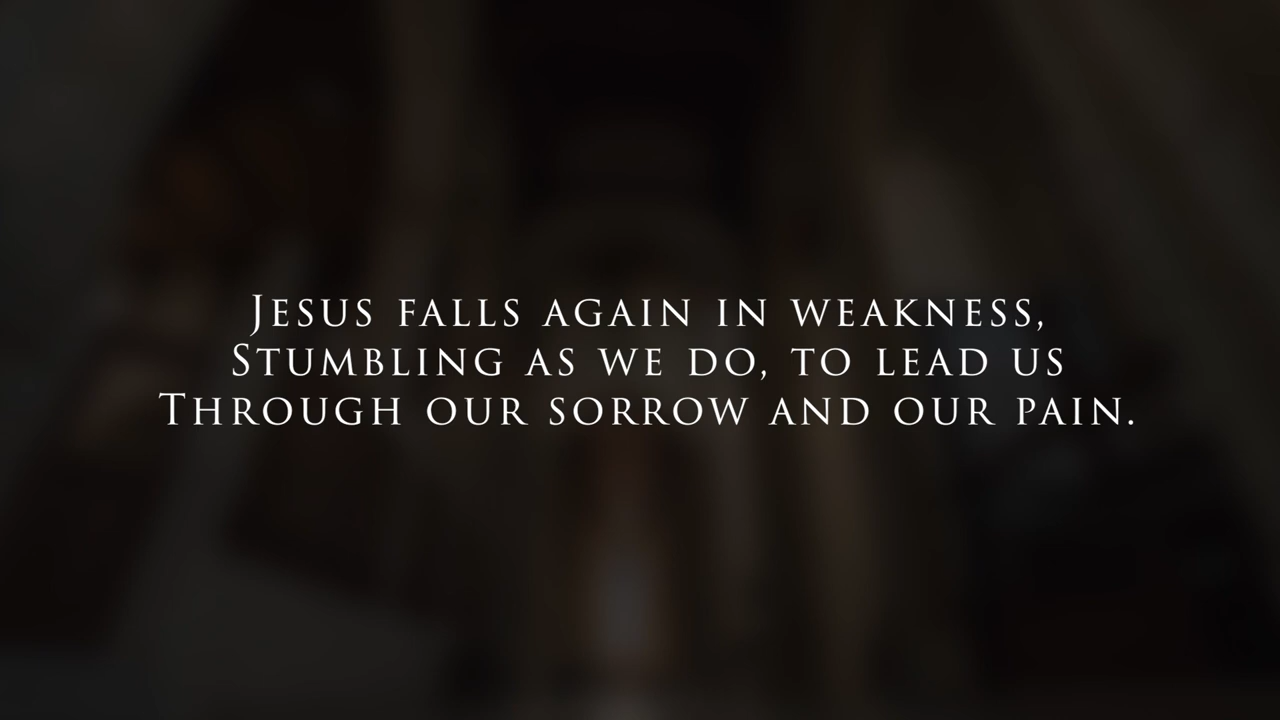 Jesus falls again in weakness,
Stumbling as we do, to lead us
Through our sorrow and our pain.